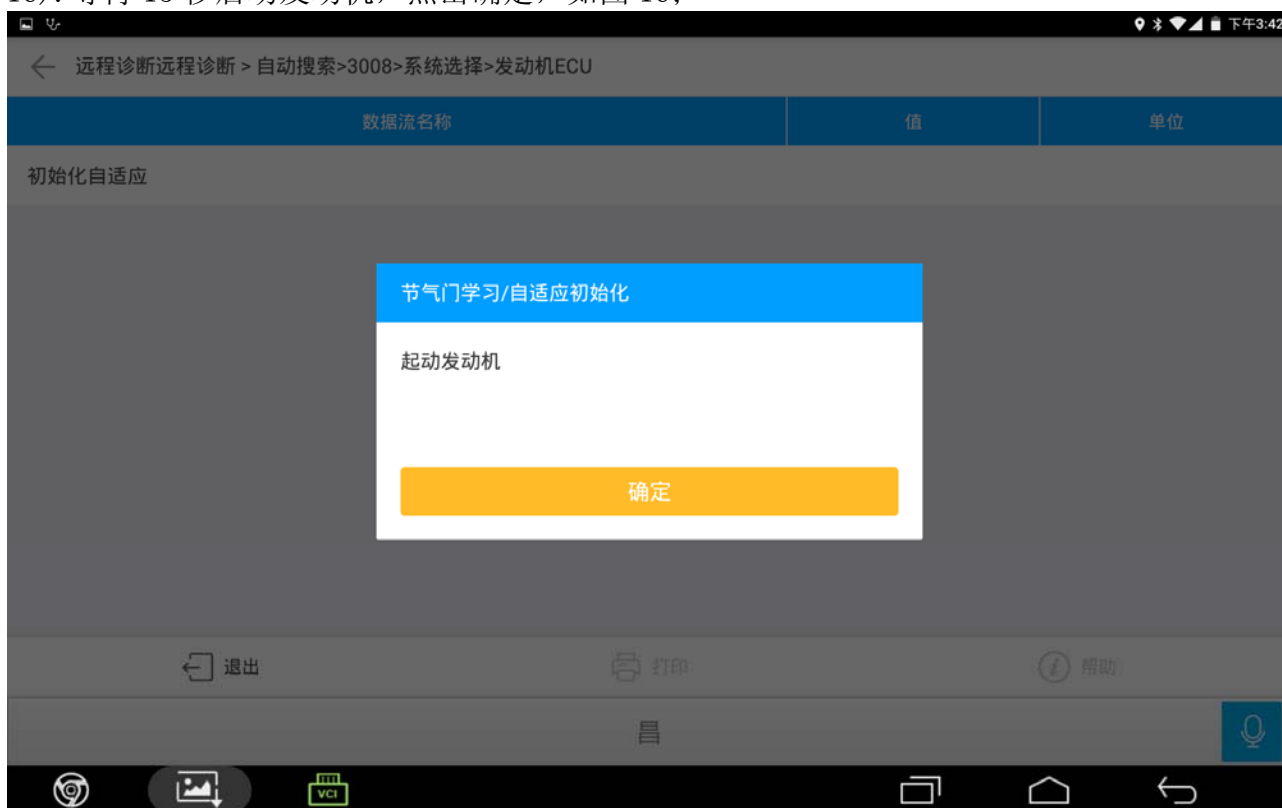 下午3:42
远程诊断远程诊断 > 自动搜索>3008>系统选择>发动机ECU
数据流名称 值 单位
初始化自适应
节气门学习/自适应初始化
起动发动机
确定
退出 打印 帮助
昌
VCI